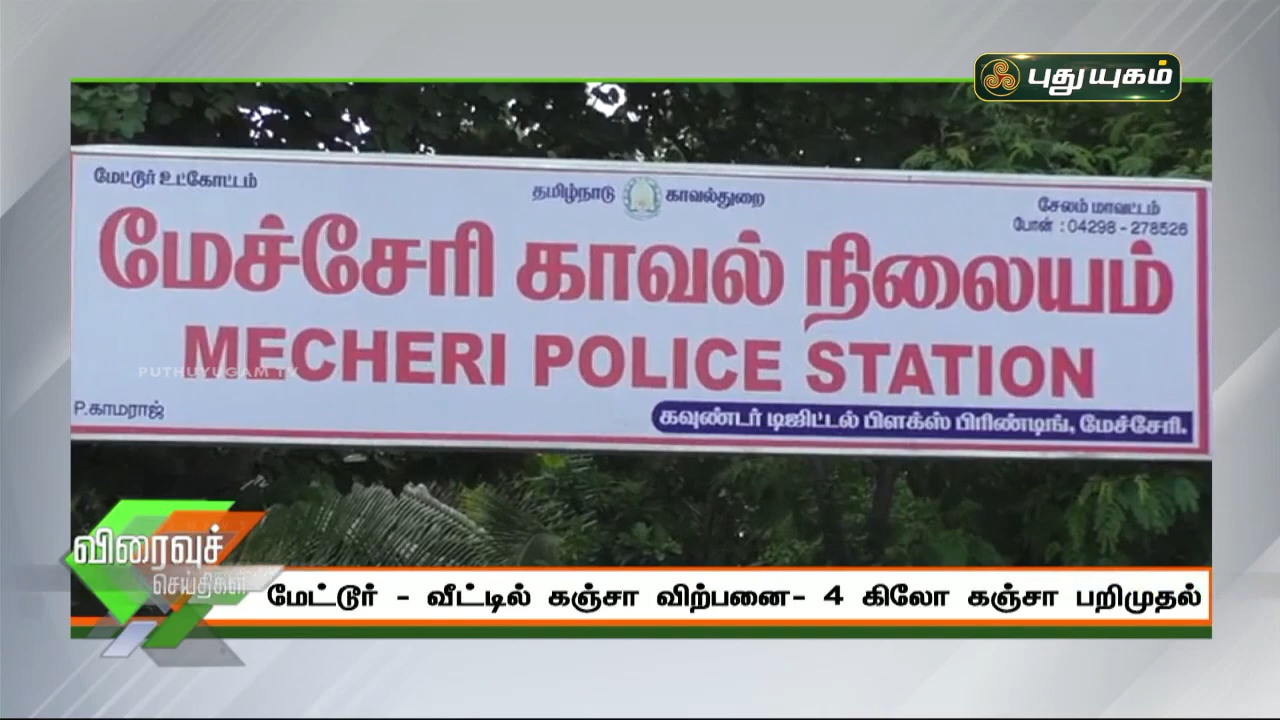 புதுயுகம்
மேட்டூர் உட்கோட்டம்
தமிழ்நாடு காவல்துறை
சேலம் மாவட்டம்
போன் : 04298 - 278526
மேச்சேரி காவல் நிலையம்
MECHERI POLICE STATION
PUTHUYUGAM TV
P.காமராஜ்
கவுண்டர் டிஜிட்டல் பிளக்ஸ் பிரிண்டிங், மேச்சேரி.
விரைவுச்
செய்திகள்
மேட்டூர் - வீட்டில் கஞ்சா விற்பனை- 4 கிலோ கஞ்சா பறிமுதல்